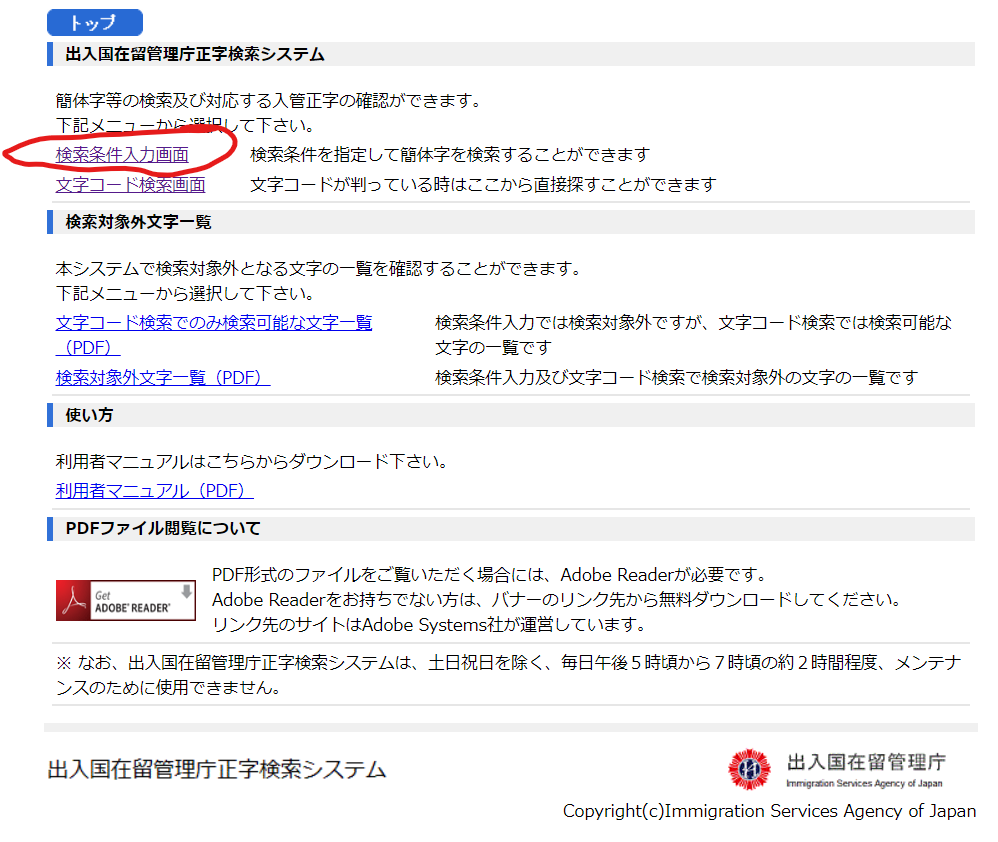 トップ
出入国在留管理庁正字検索システム
簡体字等の検索及び対応する入管正字の確認ができます。
下記メニューから選択して下さい。
検索条件入力画面 検索条件を指定して簡体字を検索することができます
文字コード検索画面 文字コードが判っている時はここから直接探すことができます
検索対象外文字一覧
本システムで検索対象外となる文字の一覧を確認することができます。
下記メニューから選択して下さい。
文字コード検索でのみ検索可能な文字一覧 検索条件入力では検索対象外ですが、文字コード検索では検索可能な
（PDF） 文字の一覧です
検索対象外文字一覧（PDF） 検索条件入力及び文字コード検索で検索対象外の文字の一覧です
使い方
利用者マニュアルはこちらからダウンロード下さい。
利用者マニュアル（PDF）
PDFファイル閲覧について
Get
ADOBE® READER®
PDF形式のファイルをご覧いただく場合には、Adobe Readerが必要です。
Adobe Readerをお持ちでない方は、バナーのリンク先から無料ダウンロードしてください。
リンク先のサイトはAdobe Systems社が運営しています。
※ なお、出入国在留管理庁正字検索システムは、土日祝日を除く、毎日午後５時頃から７時頃の約２時間程度、メンテナ
ンスのために使用できません。
出入国在留管理庁正字検索システム
出入国在留管理庁
Immigration Services Agency of Japan
Copyright(c)Immigration Services Agency of Japan